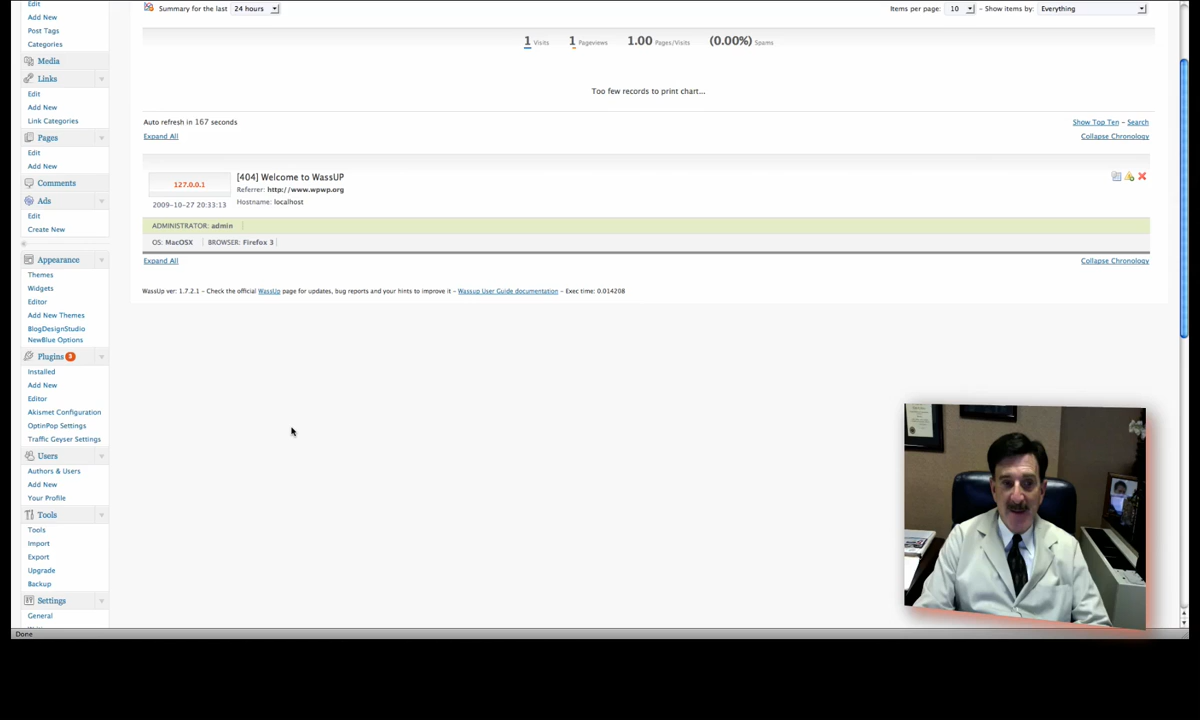 Edit
Add New
Post Tags
Categories
Media
Links
Edit
Add New
Link Categories
Pages
Edit
Add New
Comments
Ads
Edit
Create New
Appearance
Themes
Widgets
Editor
Add New Themes
BlogDesignStudio
NewBlue Options
Plugins 3
Installed
Add New
Editor
Akismet Configuration
OptinPop Settings
Traffic Geyser Settings
Users
Authors & Users
Add New
Your Profile
Tools
Tools
Import
Export
Upgrade
Backup
Settings
General
Summary for the last 24 hours
Items per page: 10 - Show items by: Everything
1 Visits 1 Pageviews 1.00 Pages/Visits (0.00%) Spams
Too few records to print chart...
Auto refresh in 167 seconds
Show Top Ten - Search
Expand All
Collapse Chronology
127.0.0.1
2009-10-27 20:33:13
[404] Welcome to WassUP
Referrer: http://www.wpwp.org
Hostname: localhost
ADMINISTRATOR: admin
OS: MacOSX BROWSER: Firefox 3
Expand All
Collapse Chronology
WassUp ver: 1.7.2.1 - Check the official WassUp page for updates, bug reports and your hints to improve it - Wassup User Guide documentation - Exec time: 0.014208
Done